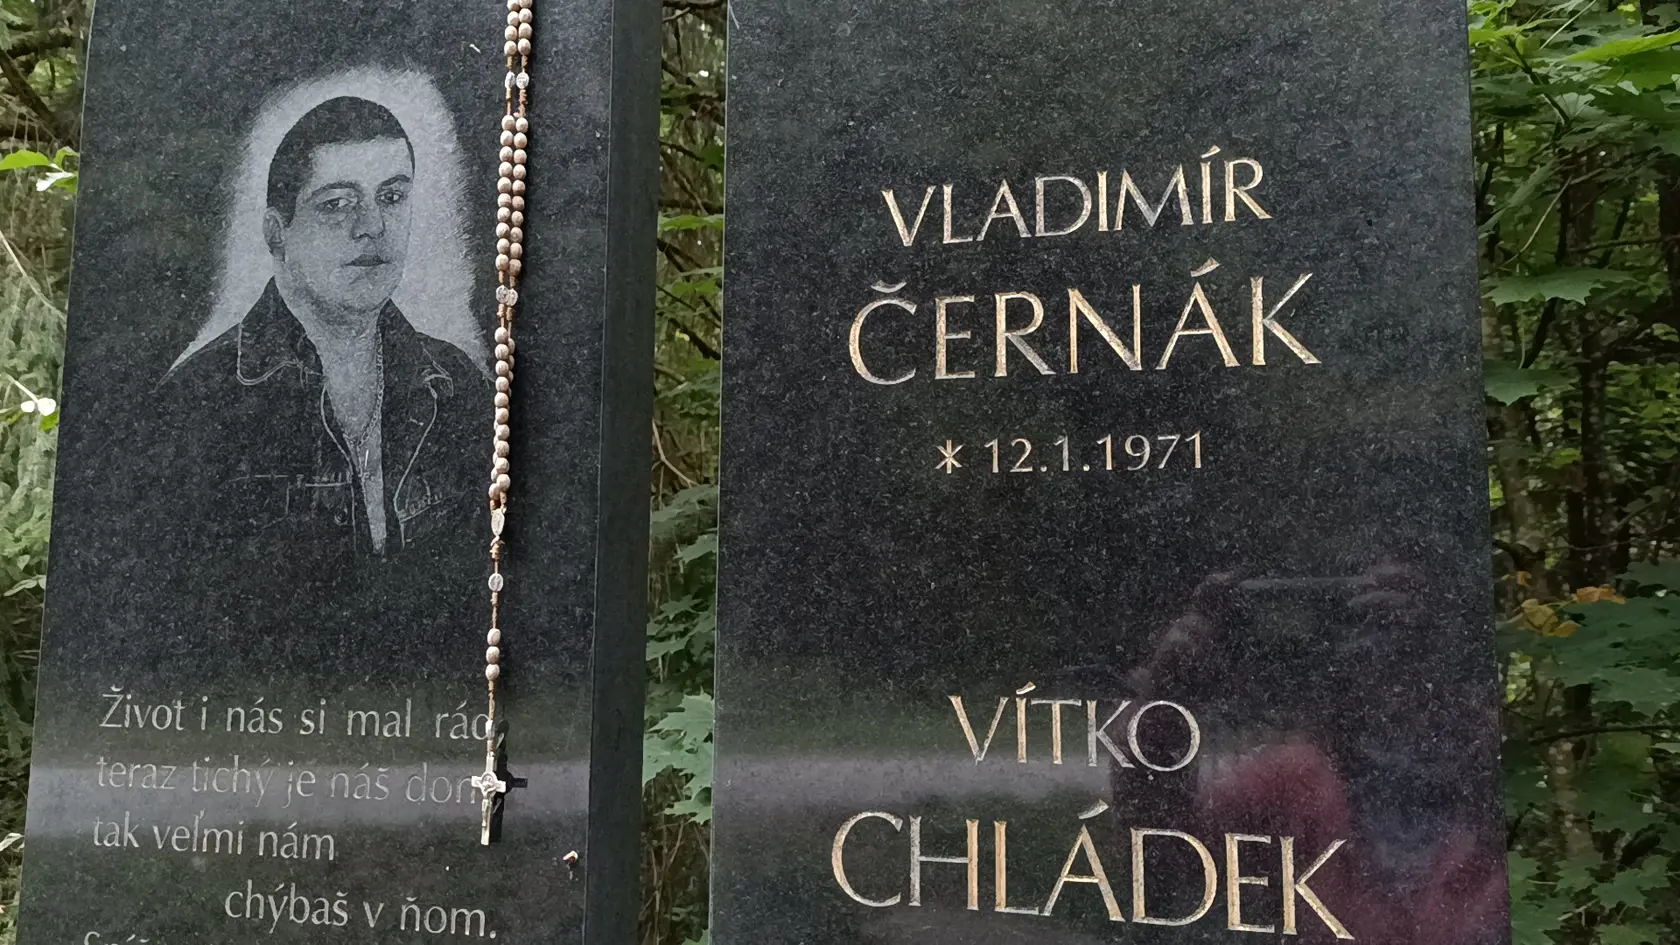 Život i nás si mal rád,
teraz tichý je náš dom
tak veľmi nám
chýbaš v ňom.
VLADIMÍR
ČERNÁK
* 12.1.1971
VÍTKO
CHLÁDEK